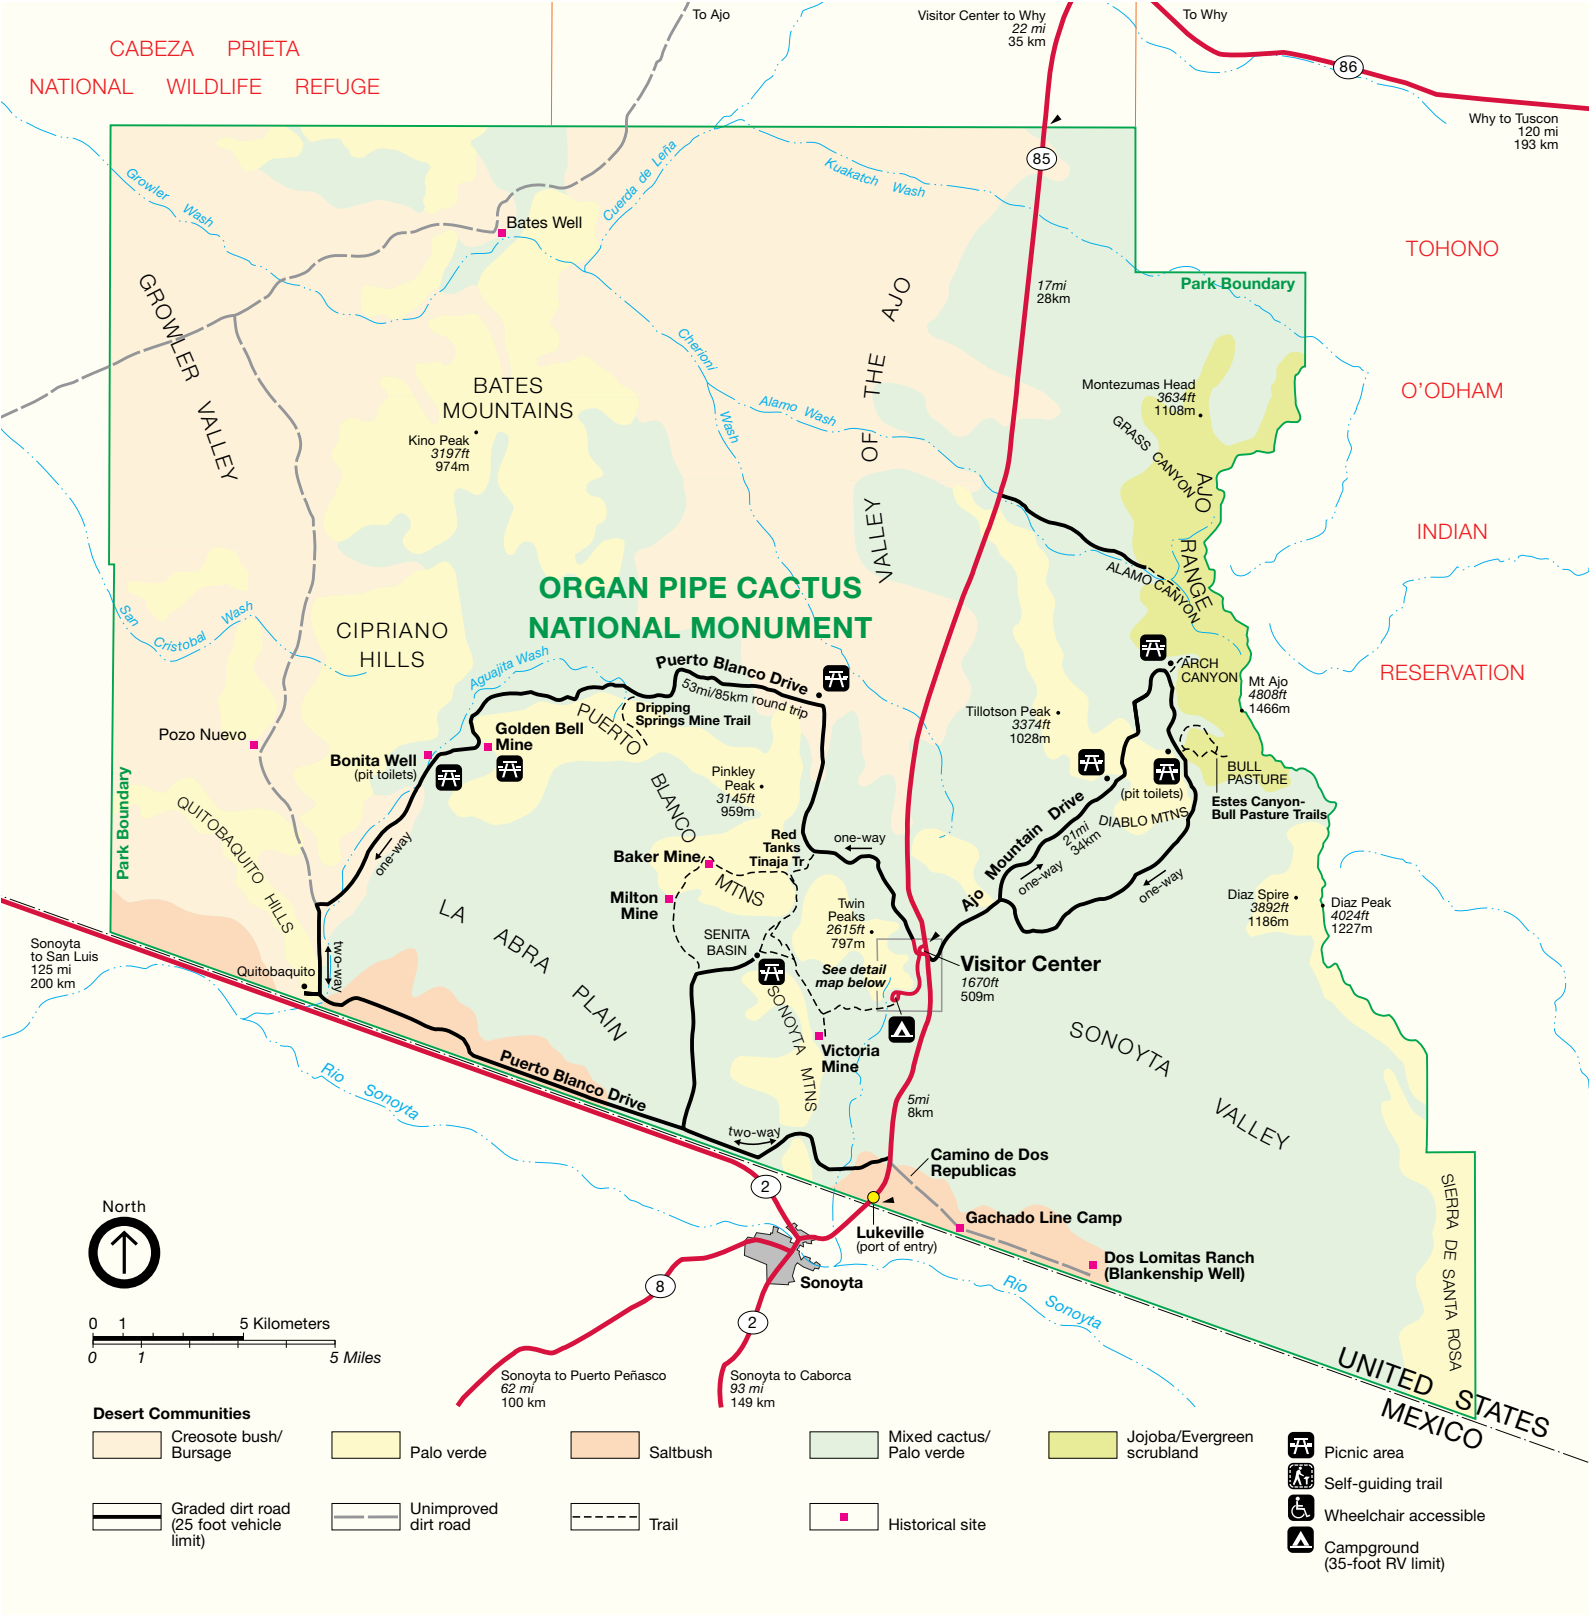 To Ajo
Visitor Center to Why
22 mi
35 km
To Why
CABEZA PRIETA
NATIONAL WILDLIFE REFUGE
86
Why to Tuscon
120 mi
193 km
85
Growler Wash
Cuerda de Leña
Kuakatch Wash
Bates Well
TOHONO
O'ODHAM
INDIAN
RESERVATION
Park Boundary
17mi
28km
GROWLER VALLEY
VALLEY OF THE AJO
Cherioni Wash
Alamo Wash
BATES
MOUNTAINS
Kino Peak
3197ft
974m
Montezumas Head
3634ft
1108m
GRASS CANYON
AJO RANGE
ALAMO CANYON
ORGAN PIPE CACTUS
NATIONAL MONUMENT
San Cristobal Wash
CIPRIANO
HILLS
Aguajita Wash
Puerto Blanco Drive
53mi/85km round trip
ARCH
CANYON
Mt Ajo
4808ft
1466m
Dripping
Springs Mine Trail
Tillotson Peak
3374ft
1028m
Pozo Nuevo
Golden Bell
Mine
Bonita Well
(pit toilets)
PUERTO BLANCO MTNS
Pinkley
Peak
3145ft
959m
BULL
PASTURE
(pit toilets)
Estes Canyon-
Bull Pasture Trails
DIABLO MTNS
Ajo Mountain Drive
21mi
34km
one-way
one-way
Park Boundary
QUITOBAQUITO HILLS
one-way
one-way
Red
Tanks
Tinaja Tr
Baker Mine
Milton
Mine
Twin
Peaks
2615ft
797m
Diaz Spire
3892ft
1186m
Diaz Peak
4024ft
1227m
LA ABRA PLAIN
SENITA
BASIN
See detail
map below
Visitor Center
1670ft
509m
Sonoyta
to San Luis
125 mi
200 km
Quitobaquito
two-way
SONOYTA MTNS
Victoria
Mine
SONOYTA VALLEY
Puerto Blanco Drive
Rio Sonoyta
5mi
8km
two-way
Camino de Dos
Republicas
2
Gachado Line Camp
Lukeville
(port of entry)
Dos Lomitas Ranch
(Blankenship Well)
SIERRA DE SANTA ROSA
North
Sonoyta
8
2
Rio Sonoyta
0 1 5 Kilometers
0 1 5 Miles
Sonoyta to Puerto Peñasco
62 mi
100 km
Sonoyta to Caborca
93 mi
149 km
UNITED STATES
MEXICO
Desert Communities
Creosote bush/
Bursage
Palo verde
Saltbush
Mixed cactus/
Palo verde
Jojoba/Evergreen
scrubland
Graded dirt road
(25 foot vehicle
limit)
Unimproved
dirt road
Trail
Historical site
Picnic area
Self-guiding trail
Wheelchair accessible
Campground
(35-foot RV limit)